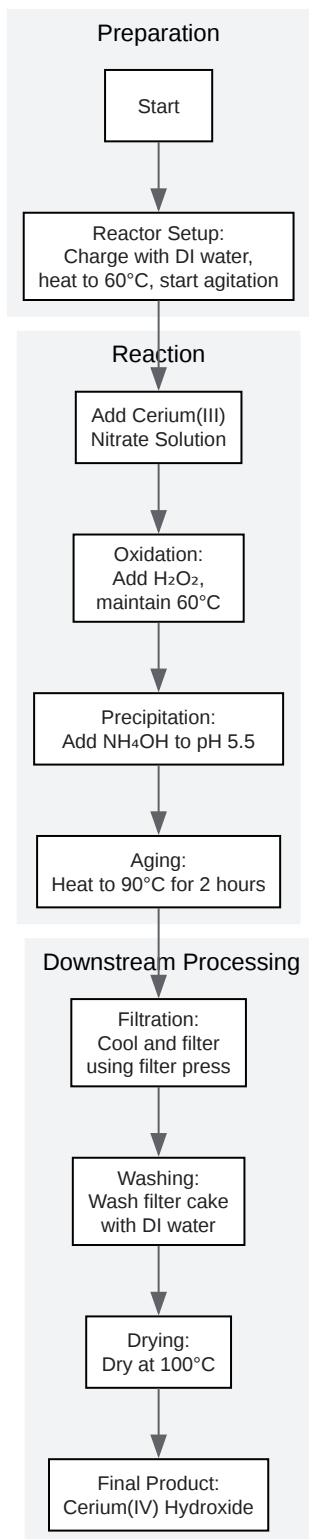 Preparation
Start
Reactor Setup:
Charge with DI water,
heat to 60°C, start agitation
Reaction
Add Cerium(III)
Nitrate Solution
Oxidation:
Add H₂O₂,
maintain 60°C
Precipitation:
Add NH₄OH to pH 5.5
Aging:
Heat to 90°C for 2 hours
Downstream Processing
Filtration:
Cool and filter
using filter press
Washing:
Wash filter cake
with DI water
Drying:
Dry at 100°C
Final Product:
Cerium(IV) Hydroxide